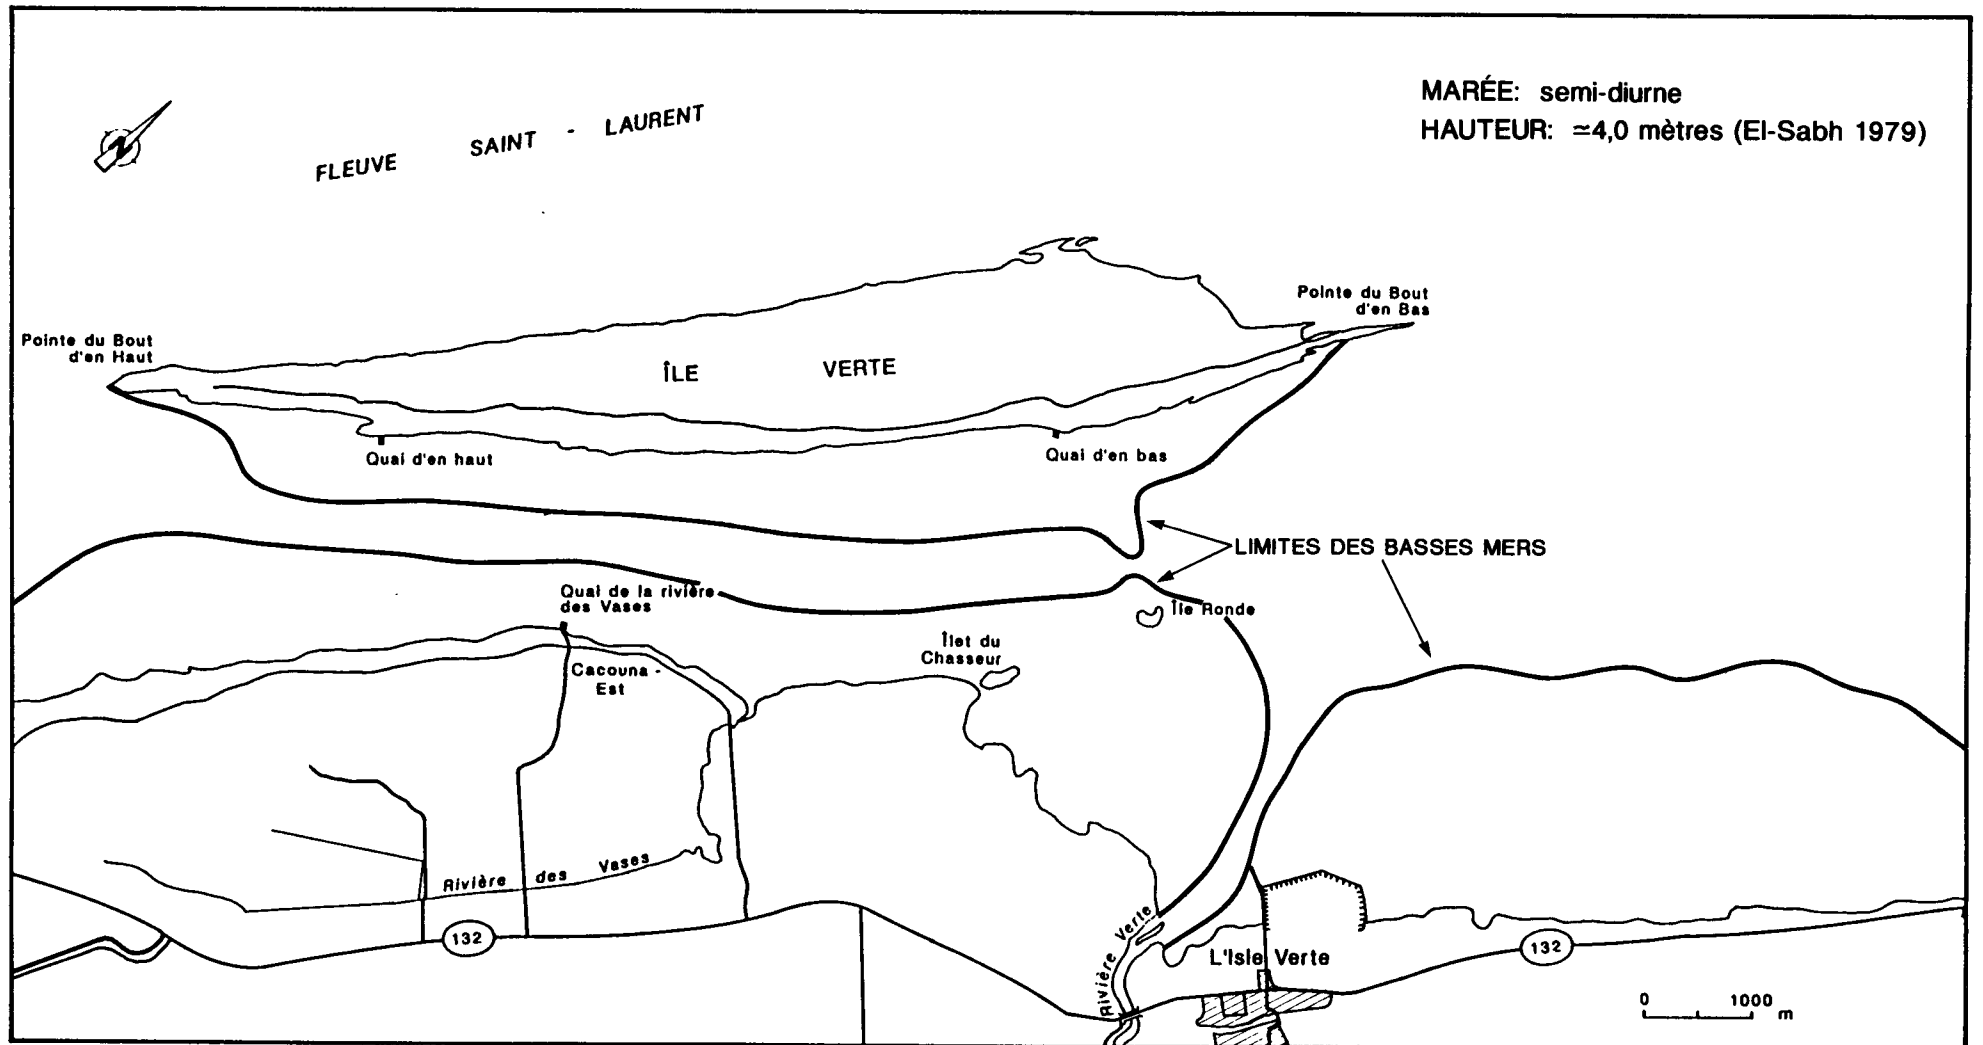 MARÉE: semi-diurne
HAUTEUR: ≃4,0 mètres (El-Sabh 1979)
N
FLEUVE SAINT - LAURENT
Pointe du Bout
d'en Bas
Pointe du Bout
d'en Haut
ÎLE VERTE
Quai d'en haut
Quai d'en bas
LIMITES DES BASSES MERS
Quai de la rivière
des Vases
Île Ronde
Îlet du
Chasseur
Cacouna -
Est
Rivière des Vases
132
Rivière Verte
L'Isle Verte
132
0 1000
m